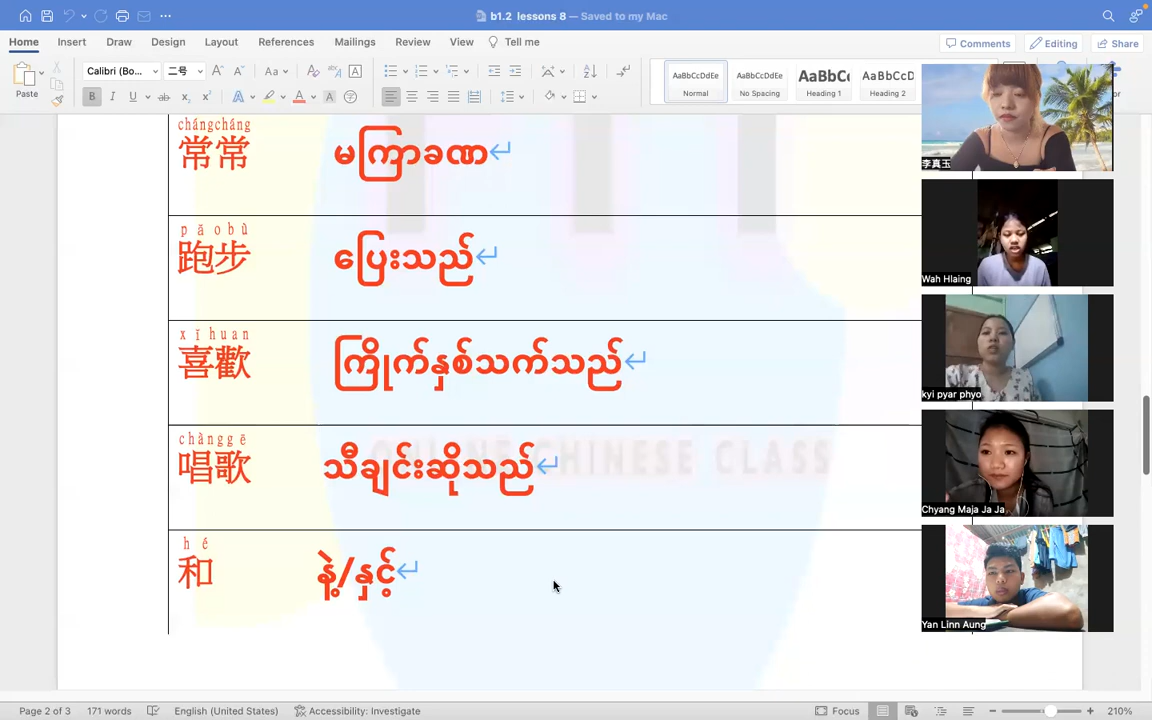 b1.2 lessons 8 — Saved to my Mac
Home Insert Draw Design Layout References Mailings Review View Tell me Comments Editing Share
Paste Calibri (Bo... 二号 AaBbCcDdEe Normal AaBbCcDdEe No Spacing AaBbC Heading 1 AaBbCcD Heading 2
chángcháng
常常 မကြာခဏ
pǎobù
跑步 ပြေးသည်
xǐhuan
喜歡 ကြိုက်နှစ်သက်သည်
chànggē
唱歌 သီချင်းဆိုသည်
ONLINE CHINESE CLASS
hé
和 နဲ့/နှင့်
李真玉
Wah Hlaing
kyi pyar phyo
Chyang Maja Ja Ja
Yan Linn Aung
Page 2 of 3 171 words English (United States) Accessibility: Investigate Focus 210%